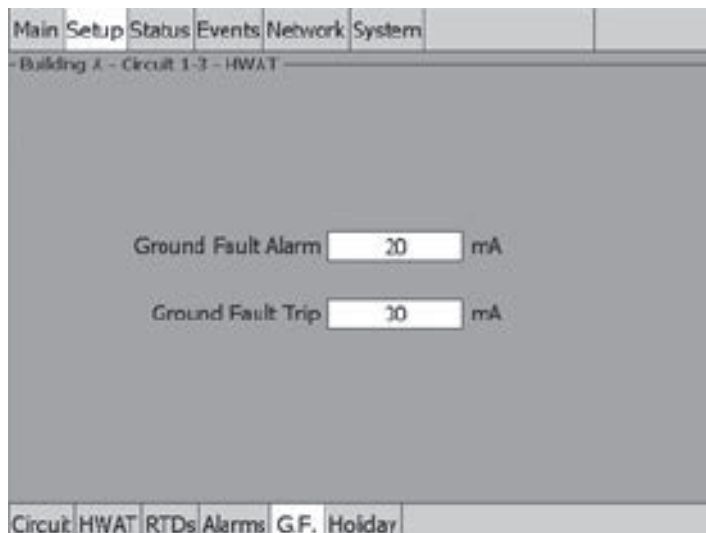 Main Setup Status Events Network System
Building A - Circuit 1-3 - HWAT
Ground Fault Alarm 20 mA
Ground Fault Trip 30 mA
Circuit HWAT RTDs Alarms G.F. Holiday